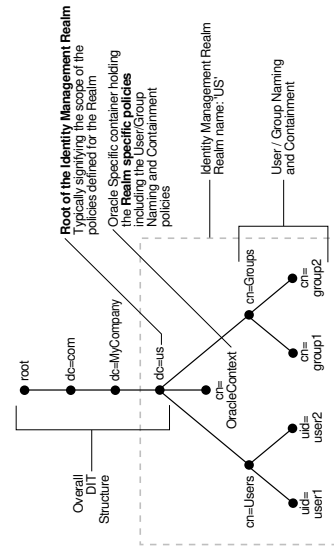 root
dc=com
dc=MyCompany
dc=us
Overall
DIT
Structure
Root of the Identity Management Realm
Typically signifying the scope of the
policies defined for the Realm
Oracle Specific container holding
the Realm specific policies
including the User/Group
Naming and Containment
policies
cn=
OracleContext
Identity Management Realm
Realm name: 'US'
cn=Users
cn=Groups
uid=
user1
uid=
user2
cn=
group1
cn=
group2
User / Group Naming
and Containment